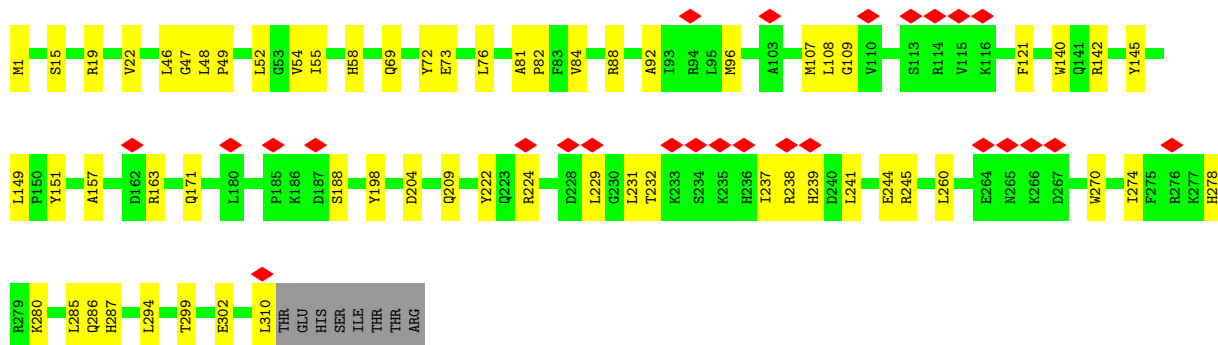 M1 S15 R19 V22 L46 G47 L48 P49 L52 G53 V54 I55 H58 Q69 Y72 E73 L76 A81 P82 F83 V84 R88 A92 I93 R94 L95 M96 A103 M107 L108 G109 V110 S113 R114 V115 K116 F121 W140 Q141 R142 Y145
L149 P150 Y151 A157 D162 R163 Q171 L180 P185 K186 D187 S188 Y198 D204 Q209 Y222 Q223 R224 D228 L229 G230 L231 T232 K233 S234 K235 H236 I237 R238 H239 D240 L241 E244 R245 L260 E264 N265 K266 D267 W270 I274 F275 R276 K277 H278
R279 K280 L285 Q286 H287 L294 T299 E302 L310 THR GLU HIS SER ILE THR THR ARG